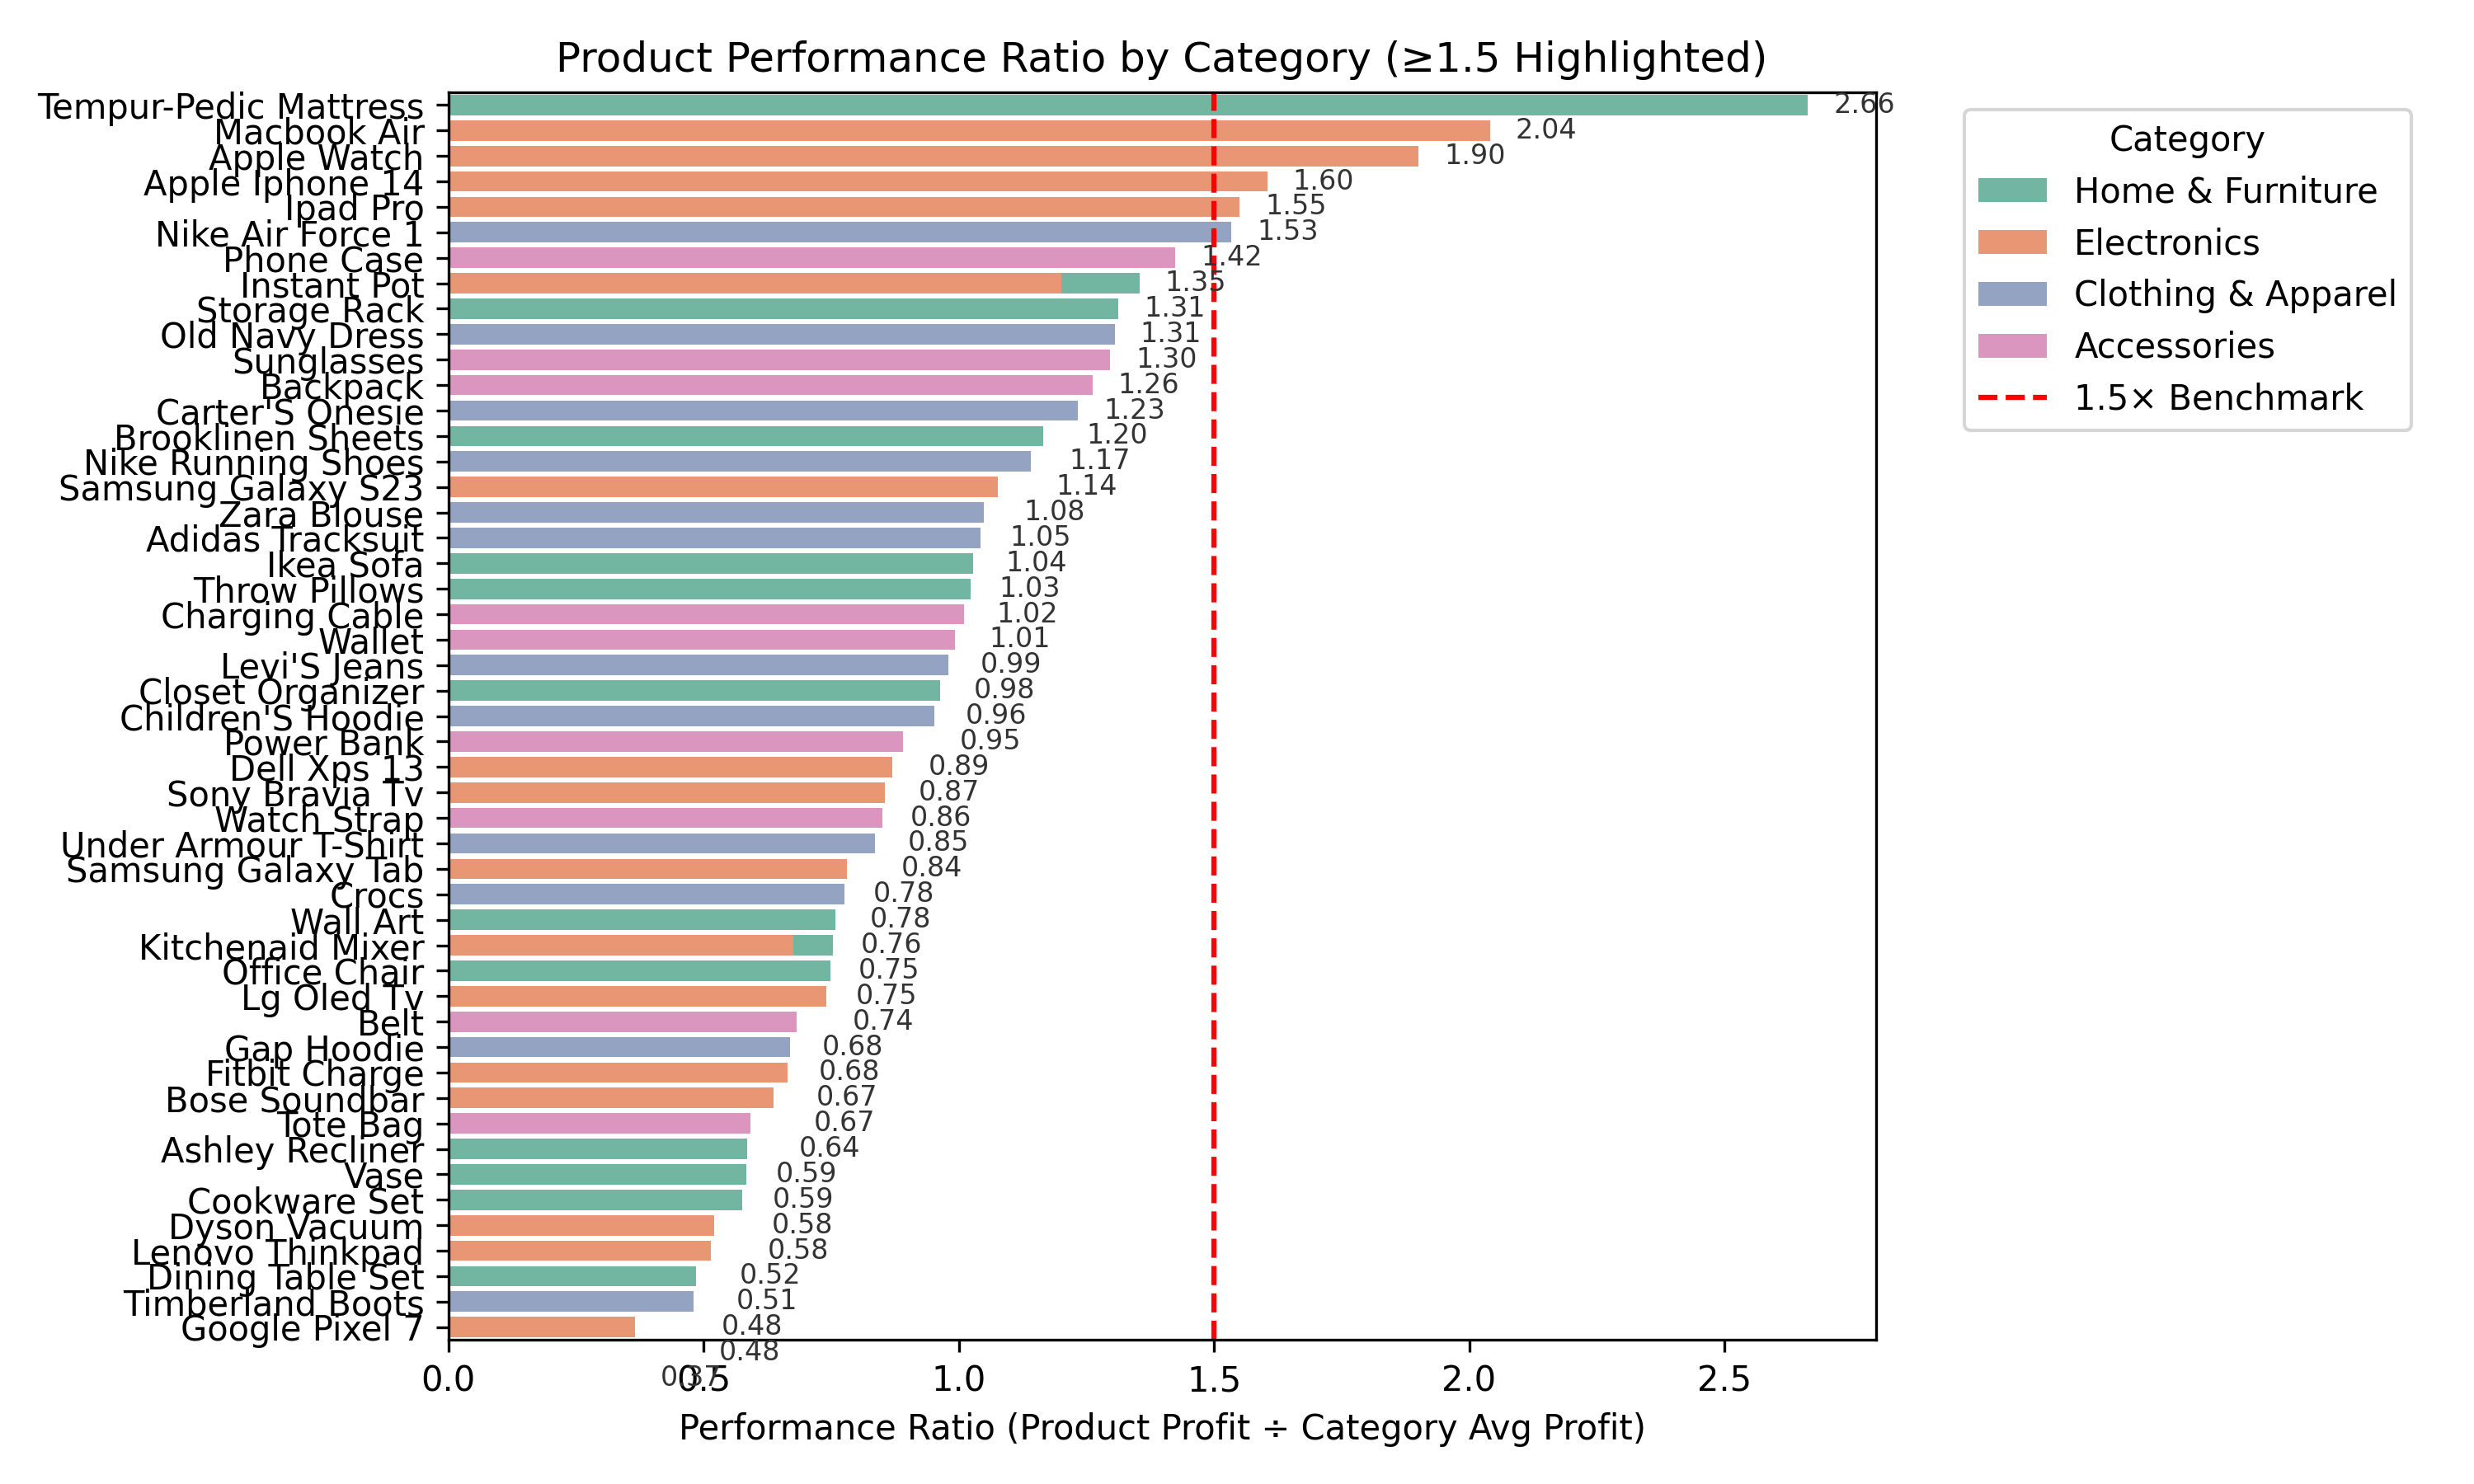 Product Performance Ratio by Category (≥1.5 Highlighted)
Tempur-Pedic Mattress 2.66
Macbook Air 2.04
Apple Watch 1.90
Apple Iphone 14 1.60
Ipad Pro 1.55
Nike Air Force 1 1.53
Phone Case 1.42
Instant Pot 1.35
Storage Rack 1.31
Old Navy Dress 1.31
Sunglasses 1.30
Backpack 1.26
Carter'S Onesie 1.23
Brooklinen Sheets 1.20
Nike Running Shoes 1.17
Samsung Galaxy S23 1.14
Zara Blouse 1.08
Adidas Tracksuit 1.05
Ikea Sofa 1.04
Throw Pillows 1.03
Charging Cable 1.02
Wallet 1.01
Levi'S Jeans 0.99
Closet Organizer 0.98
Children'S Hoodie 0.96
Power Bank 0.95
Dell Xps 13 0.89
Sony Bravia Tv 0.87
Watch Strap 0.86
Under Armour T-Shirt 0.85
Samsung Galaxy Tab 0.84
Crocs 0.78
Wall Art 0.78
Kitchenaid Mixer 0.76
Office Chair 0.75
Lg Oled Tv 0.75
Belt 0.74
Gap Hoodie 0.68
Fitbit Charge 0.68
Bose Soundbar 0.67
Tote Bag 0.67
Ashley Recliner 0.64
Vase 0.59
Cookware Set 0.59
Dyson Vacuum 0.58
Lenovo Thinkpad 0.58
Dining Table Set 0.52
Timberland Boots 0.51
Google Pixel 7 0.48
0.48
0.37
0.0 0.5 1.0 1.5 2.0 2.5
Performance Ratio (Product Profit ÷ Category Avg Profit)
Category
Home & Furniture
Electronics
Clothing & Apparel
Accessories
1.5× Benchmark